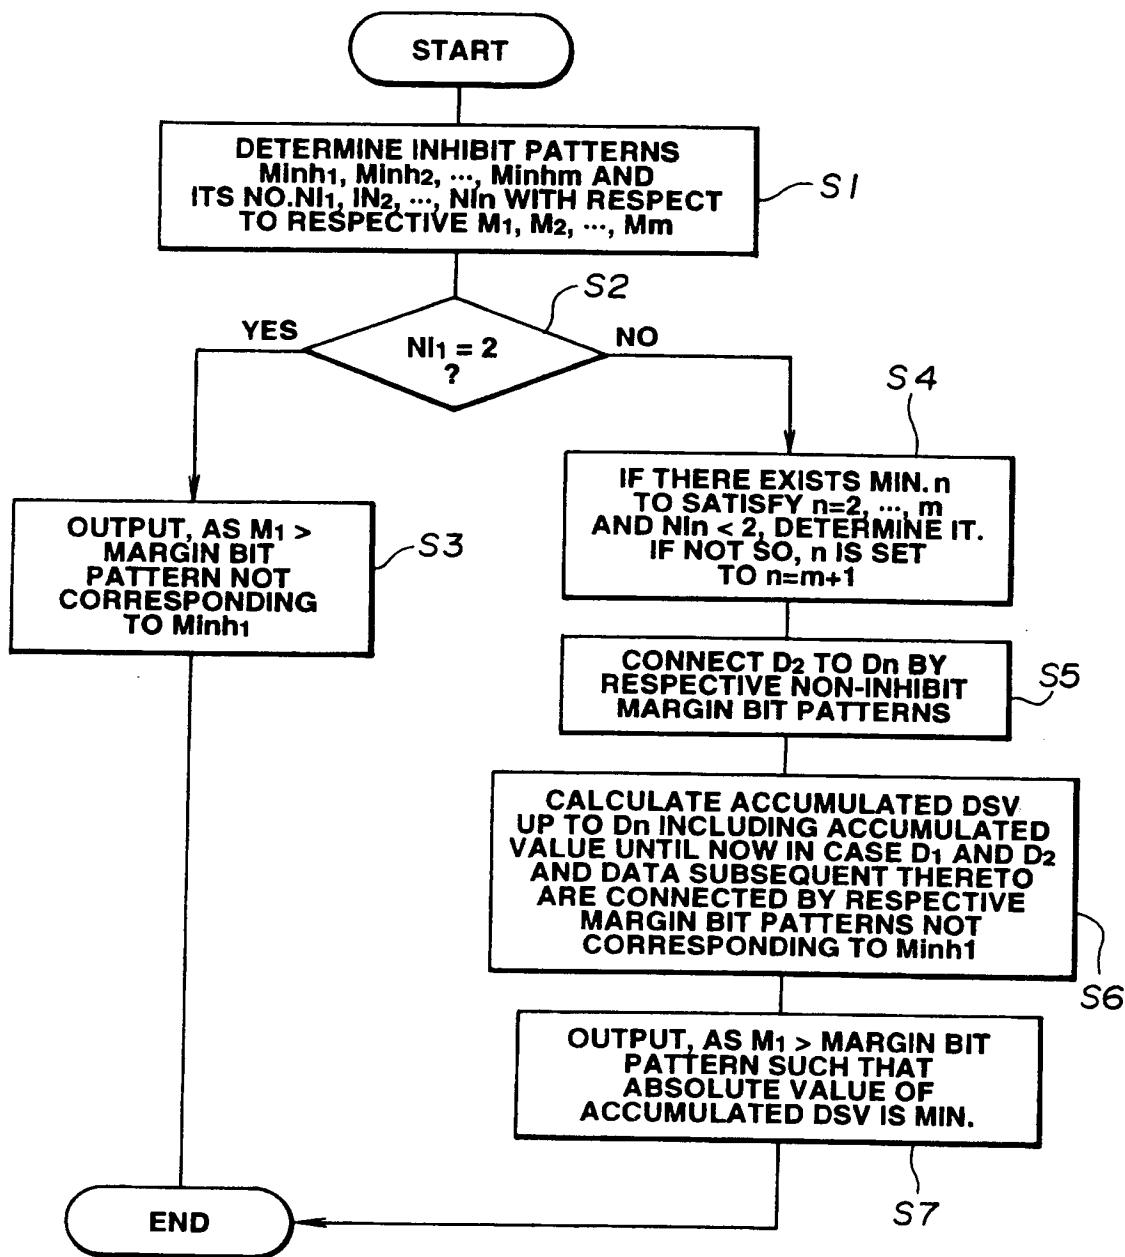 START
DETERMINE INHIBIT PATTERNS
Minh1, Minh2, ···, Minhm AND
ITS NO.NI1, IN2, ···, NIn WITH RESPECT
TO RESPECTIVE M1, M2, ···, Mm
S1
S2
YES
NI1 = 2
?
NO
S4
IF THERE EXISTS MIN. n
TO SATISFY n=2, ···, m
AND NIn < 2, DETERMINE IT.
IF NOT SO, n IS SET
TO n=m+1
OUTPUT, AS M1 >
MARGIN BIT
PATTERN NOT
CORRESPONDING
TO Minh1
S3
CONNECT D2 TO Dn BY
RESPECTIVE NON-INHIBIT
MARGIN BIT PATTERNS
S5
CALCULATE ACCUMULATED DSV
UP TO Dn INCLUDING ACCUMULATED
VALUE UNTIL NOW IN CASE D1 AND D2
AND DATA SUBSEQUENT THERETO
ARE CONNECTED BY RESPECTIVE
MARGIN BIT PATTERNS NOT
CORRESPONDING TO Minh1
S6
OUTPUT, AS M1 > MARGIN BIT
PATTERN SUCH THAT
ABSOLUTE VALUE OF
ACCUMULATED DSV IS MIN.
S7
END